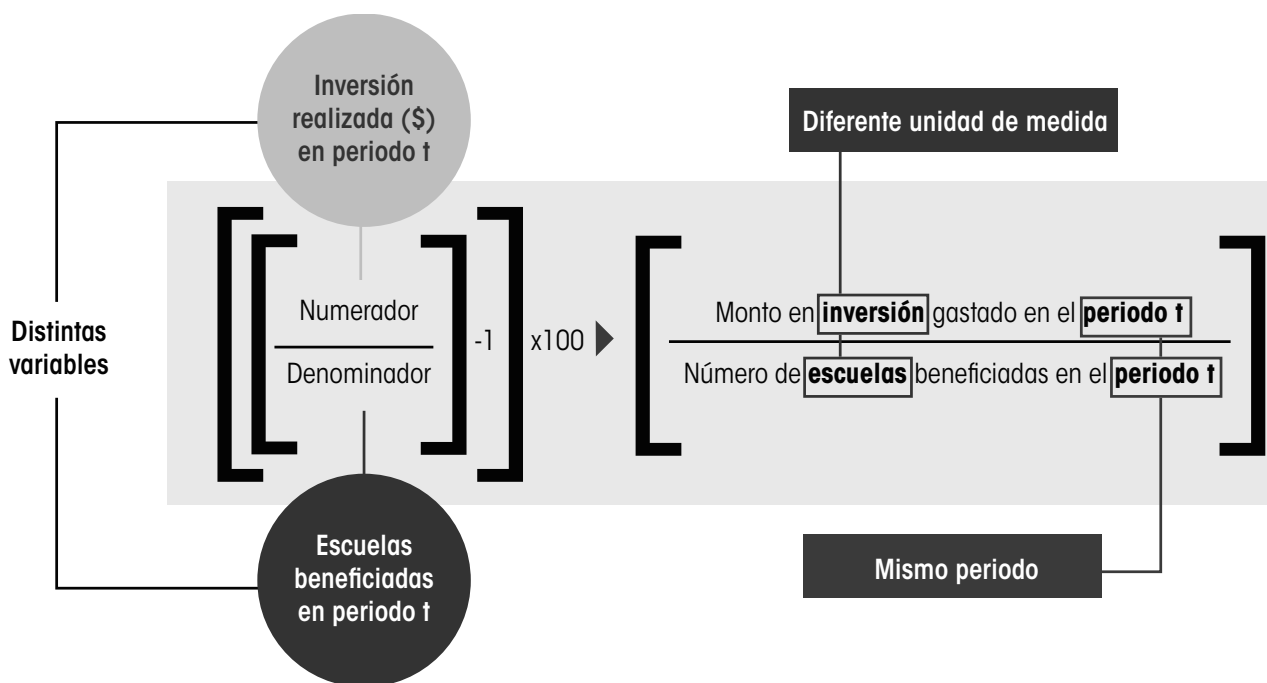 Inversión
realizada ($)
en periodo t
Diferente unidad de medida
Distintas
variables
Numerador
Denominador
-1
x100
Monto en inversión gastado en el periodo t
Número de escuelas beneficiadas en el periodo t
Escuelas
beneficiadas
en periodo t
Mismo periodo